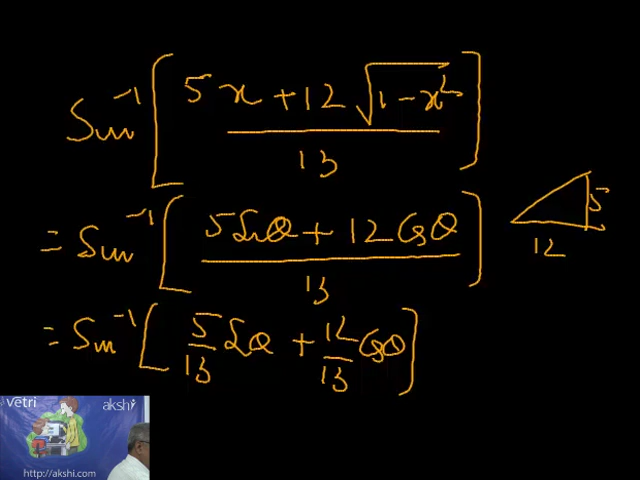 Sin⁻¹[(5x + 12√(1 - x²))/13]
= Sin⁻¹[(5 Sinθ + 12 Cosθ)/13]
5
12
= Sin⁻¹[5/13 Sinθ + 12/13 Cosθ]
vetri
akshi
http://akshi.com